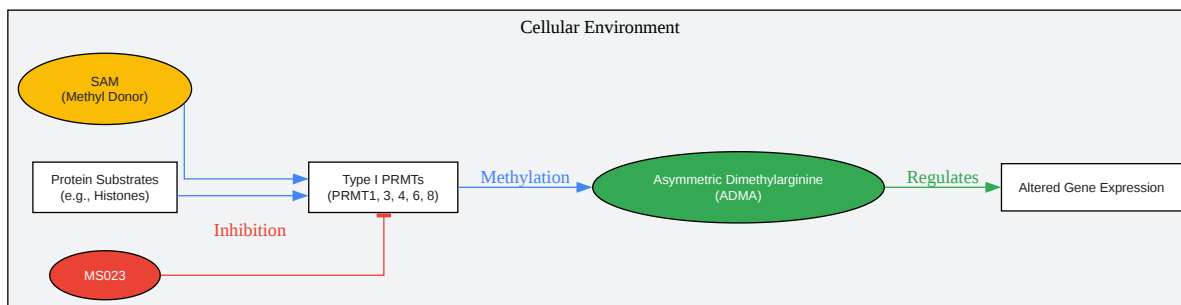 Cellular Environment
SAM
(Methyl Donor)
Protein Substrates
(e.g., Histones)
Type I PRMTs
(PRMT1, 3, 4, 6, 8)
Methylation
Asymmetric Dimethylarginine
(ADMA)
Regulates
Altered Gene Expression
Inhibition
MS023